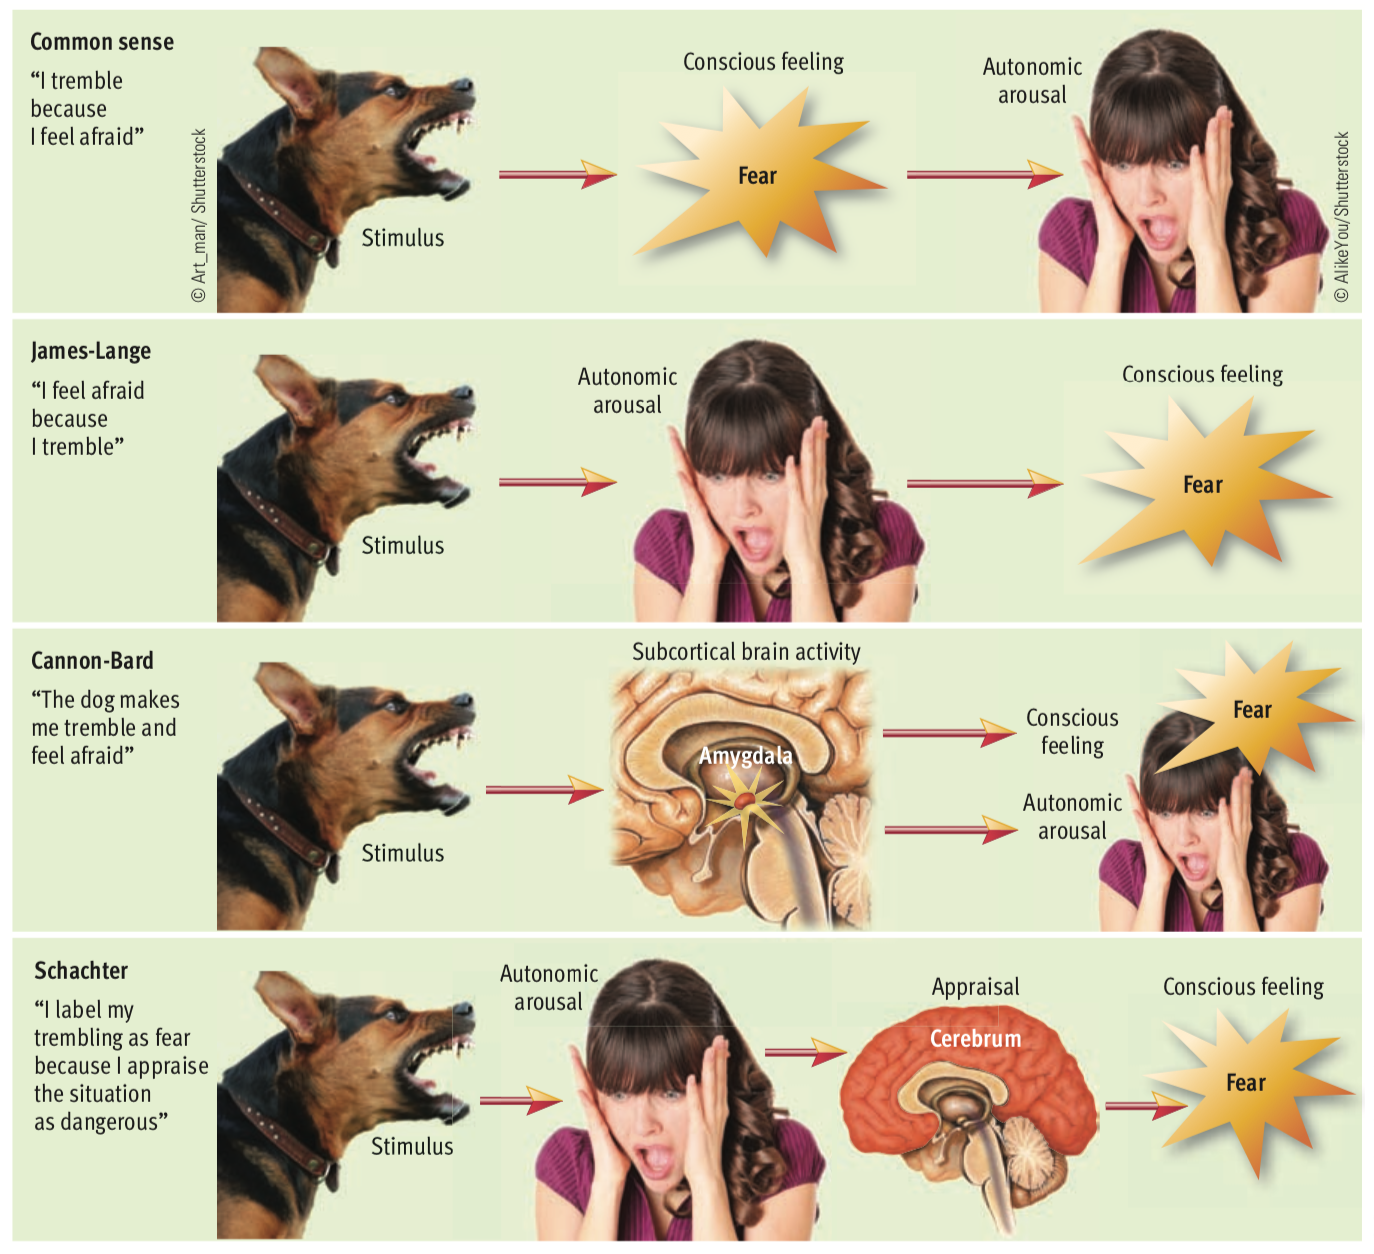 Common sense
“I tremble
because
I feel afraid”
© Art_man/ Shutterstock
Stimulus
Conscious feeling
Fear
Autonomic
arousal
© AlikeYou/Shutterstock
James-Lange
“I feel afraid
because
I tremble”
Stimulus
Autonomic
arousal
Conscious feeling
Fear
Cannon-Bard
“The dog makes
me tremble and
feel afraid”
Stimulus
Subcortical brain activity
Amygdala
Conscious
feeling
Autonomic
arousal
Fear
Schachter
“I label my
trembling as fear
because I appraise
the situation
as dangerous”
Stimulus
Autonomic
arousal
Appraisal
Cerebrum
Conscious feeling
Fear